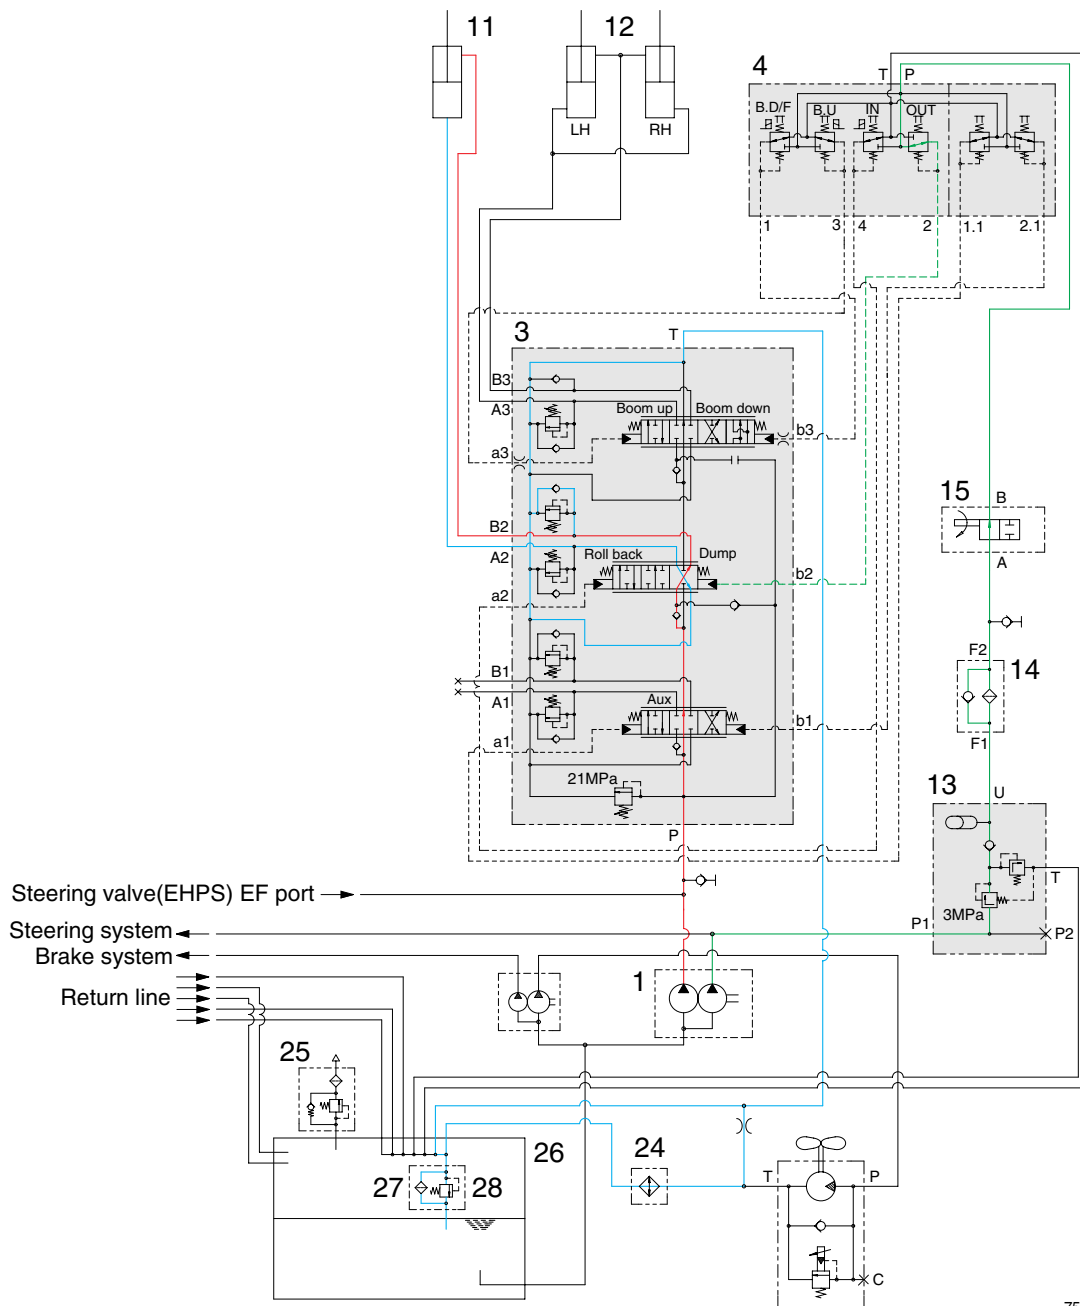 11
12
LH
RH
4
T P
B.D/F
B.U
IN
OUT
1
3
4
2
1.1
2.1
3
T
B3
A3
Boom up
Boom down
a3
b3
B2
A2
Roll back
Dump
a2
b2
B1
A1
Aux
a1
b1
21MPa
P
15
B
A
F2
14
F1
13
U
T
3MPa
P1
P2
Steering valve(EHPS) EF port
Steering system
Brake system
Return line
1
25
26
27
28
24
T
P
C